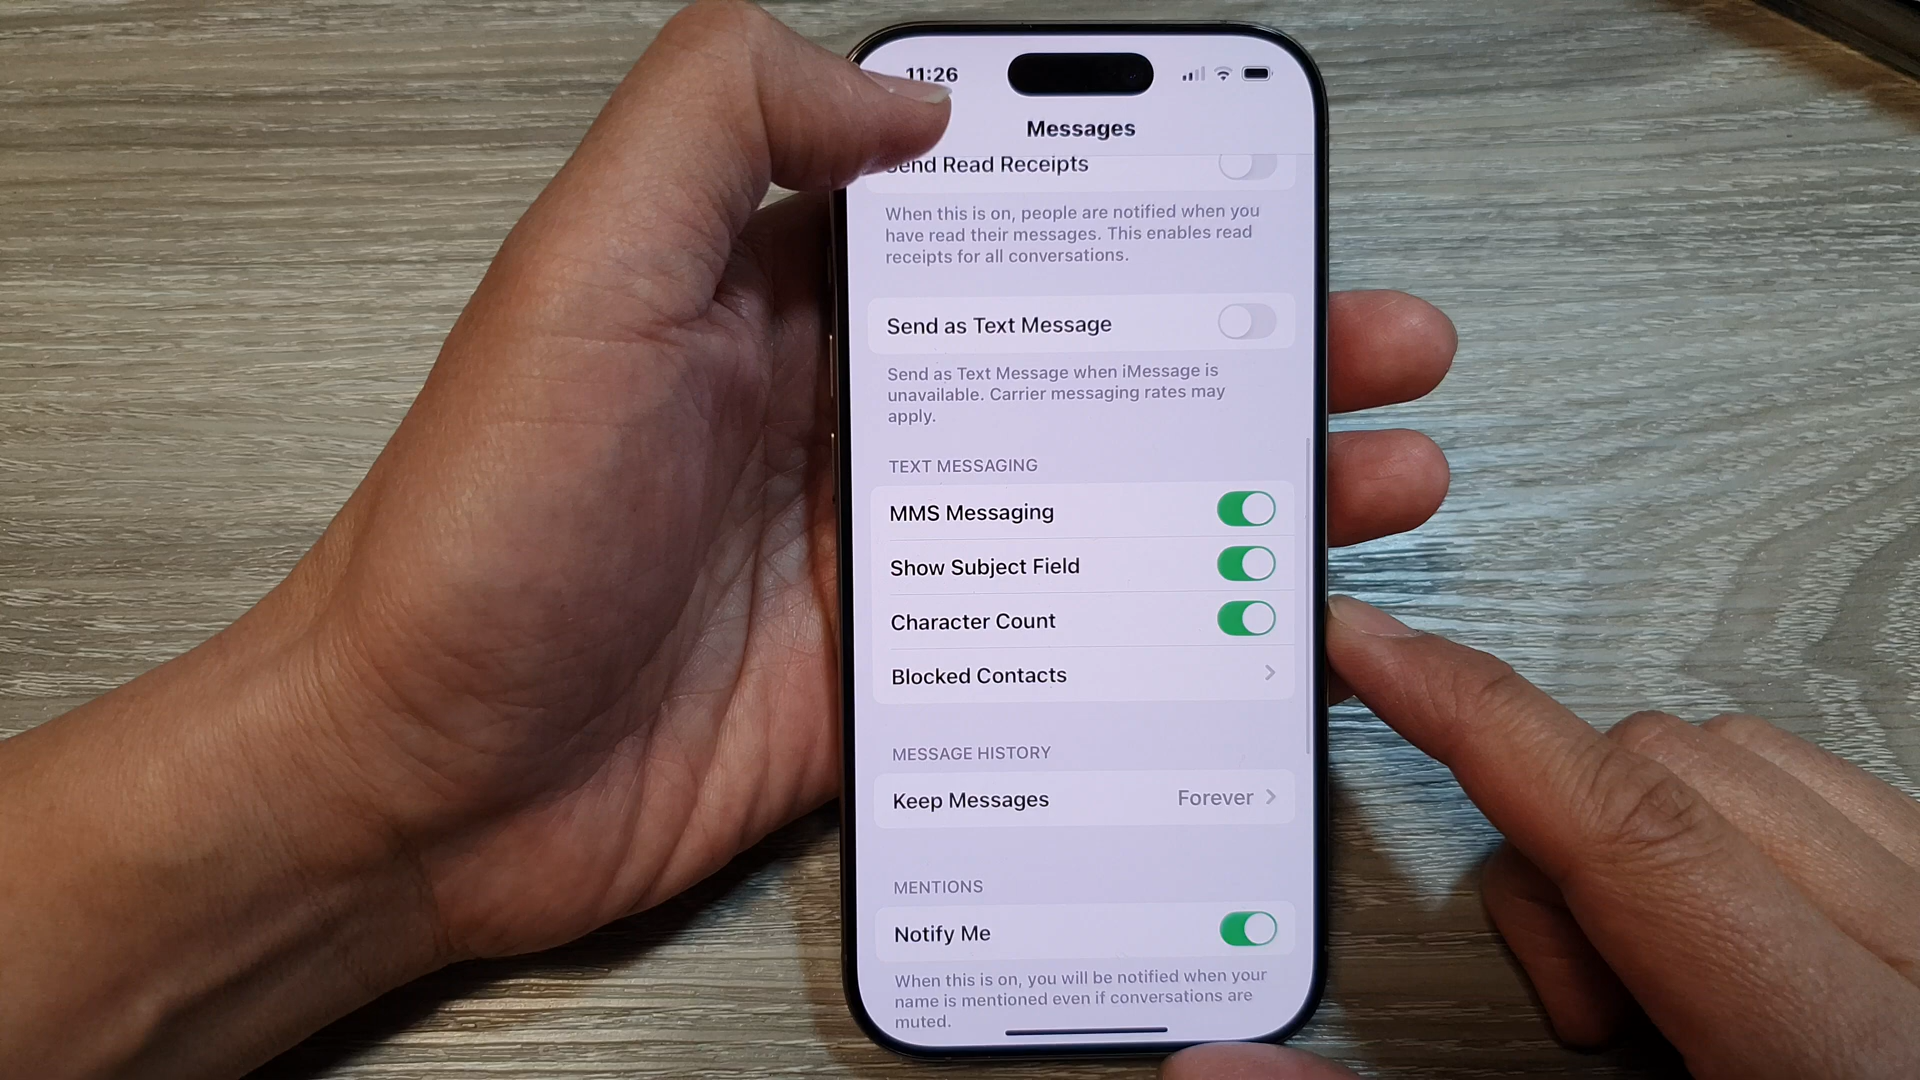 11:26
Messages
Send Read Receipts
When this is on, people are notified when you
have read their messages. This enables read
receipts for all conversations.
Send as Text Message
Send as Text Message when iMessage is
unavailable. Carrier messaging rates may
apply.
TEXT MESSAGING
MMS Messaging
Show Subject Field
Character Count
Blocked Contacts
MESSAGE HISTORY
Keep Messages Forever
MENTIONS
Notify Me
When this is on, you will be notified when your
name is mentioned even if conversations are
muted.